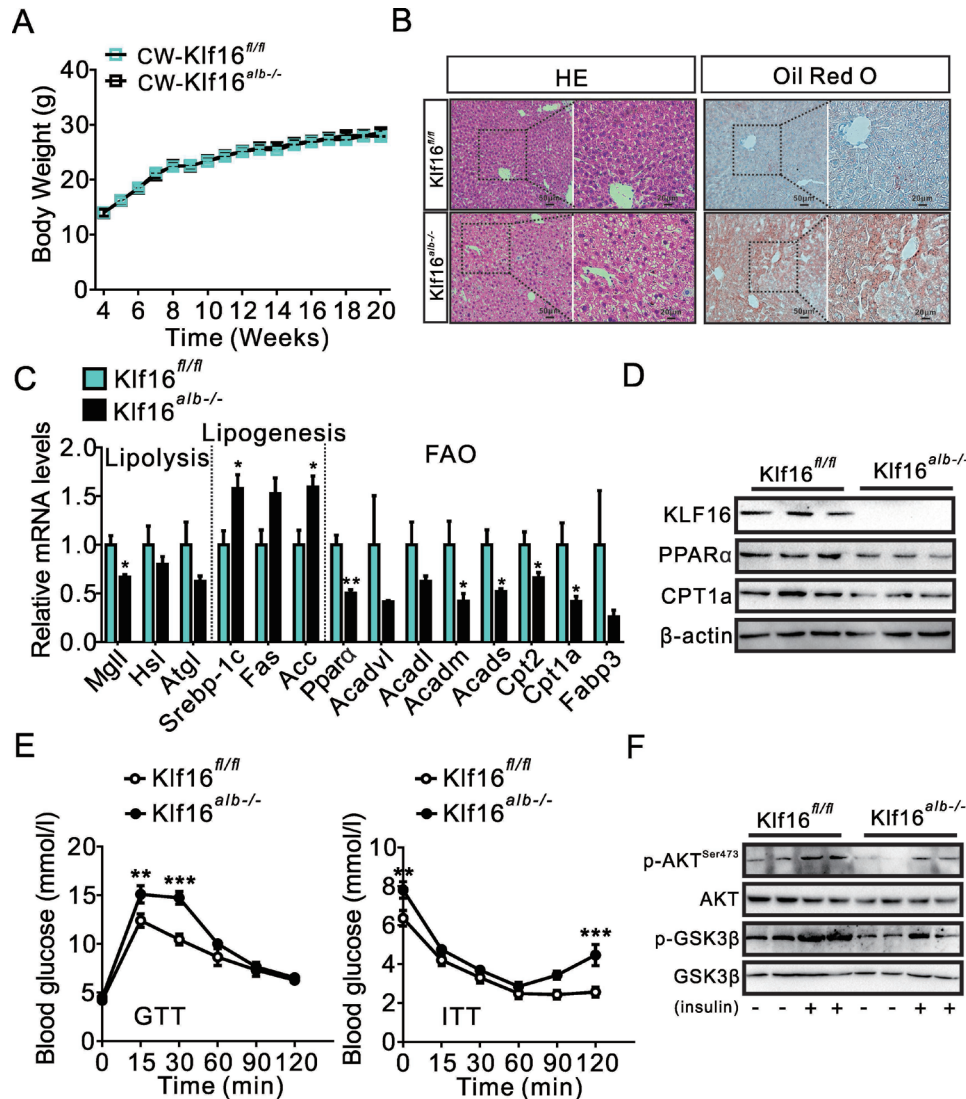 A
CW-Klf16fl/fl
CW-Klf16alb-/-
Body Weight (g)
40
30
20
10
0
4 6 8 10 12 14 16 18 20
Time (Weeks)
B
HE
Oil Red O
Klf16fl/fl
50μm
20μm
50μm
20μm
Klf16alb-/-
50μm
20μm
50μm
20μm
C
Klf16fl/fl
Klf16alb-/-
Relative mRNA levels
2.0
1.5
1.0
0.5
0.0
Lipolysis
Lipogenesis
FAO
* * * ** * * * *
Mgll
Hsl
Atgl
Srebp-1c
Fas
Acc
Pparα
Acadvl
Acadl
Acadm
Acads
Cpt2
Cpt1a
Fabp3
D
Klf16fl/fl
Klf16alb-/-
KLF16
PPARα
CPT1a
β-actin
E
Klf16fl/fl
Klf16alb-/-
Blood glucose (mmol/l)
20
15
10
5
0
** ***
GTT
0 15 30 60 90 120
Time (min)
Klf16fl/fl
Klf16alb-/-
Blood glucose (mmol/l)
8
6
4
2
0
** ***
ITT
0 15 30 60 90 120
Time (min)
F
Klf16fl/fl
Klf16alb-/-
p-AKTSer473
AKT
p-GSK3β
GSK3β
(insulin) - - + + - - + +